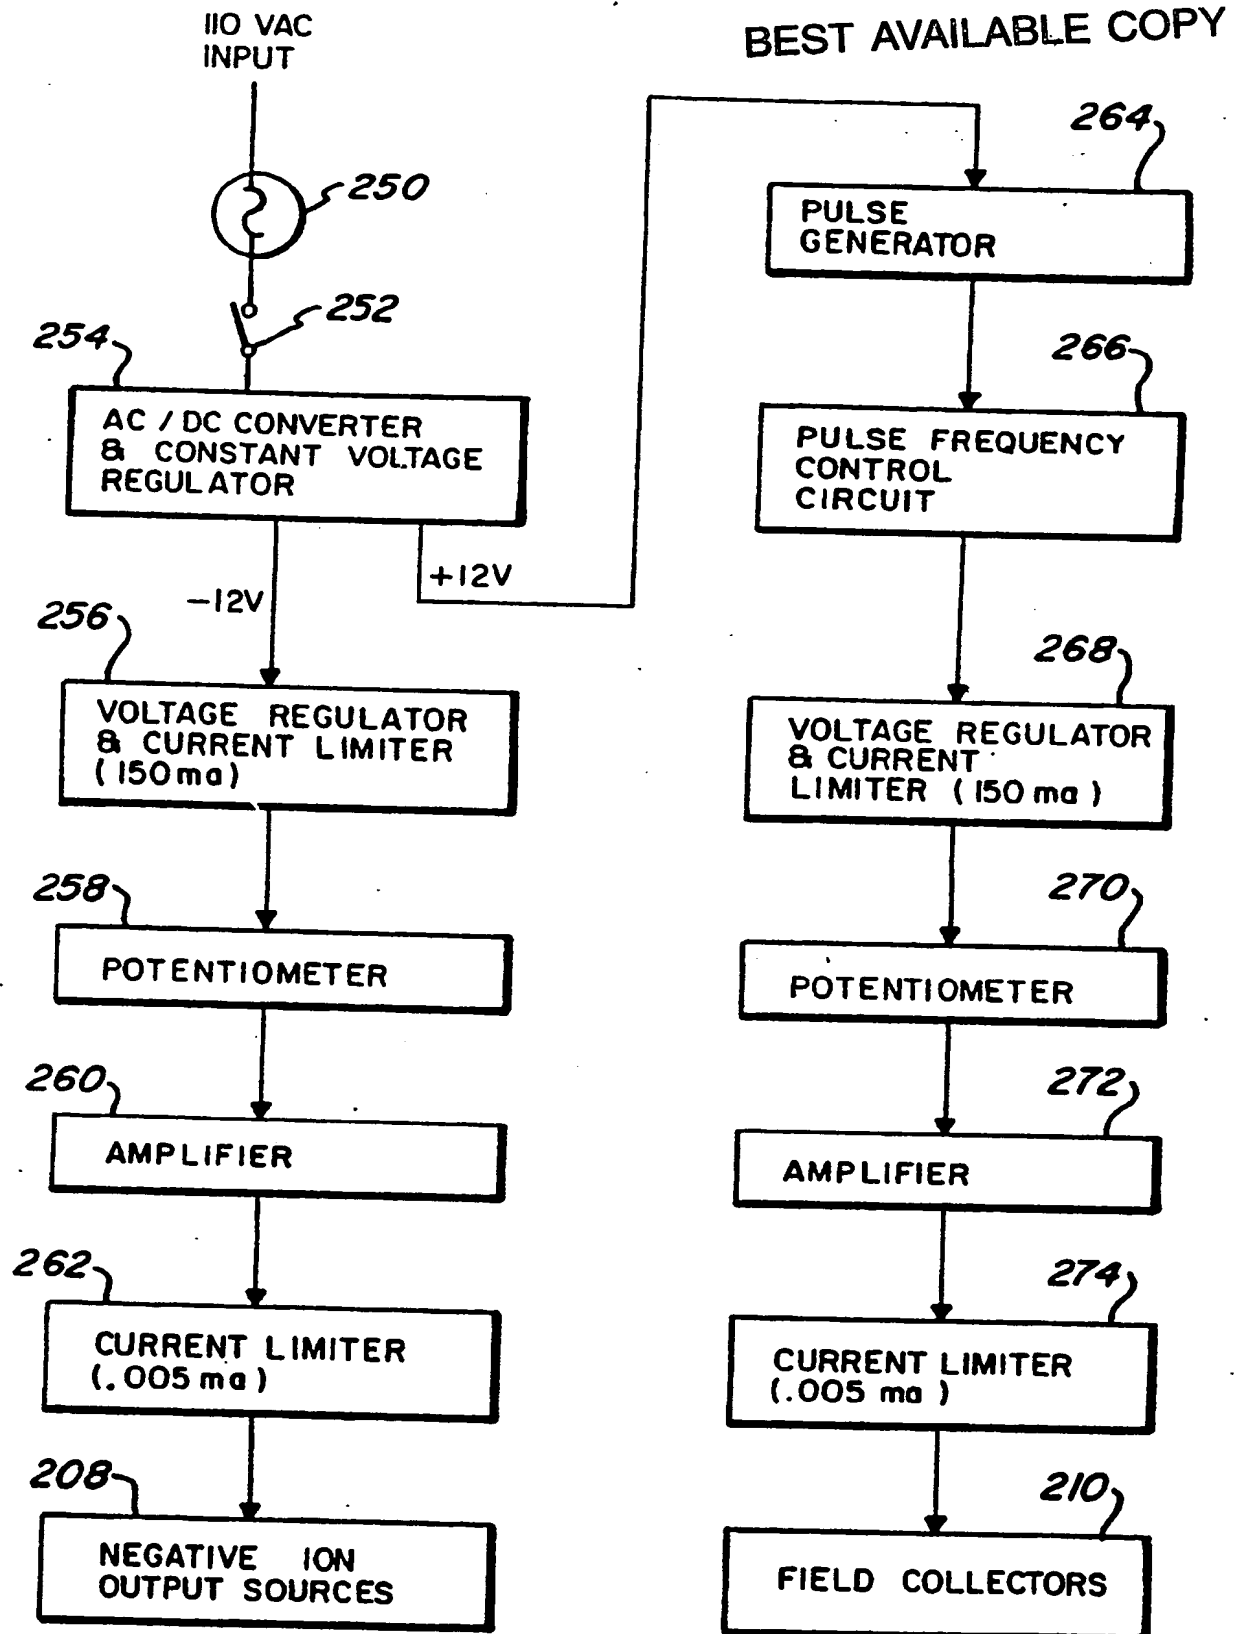 BEST AVAILABLE COPY
110 VAC
INPUT
250
252
254
AC / DC CONVERTER
& CONSTANT VOLTAGE
REGULATOR
-12V
+12V
256
VOLTAGE REGULATOR
& CURRENT LIMITER
(150 ma)
258
POTENTIOMETER
260
AMPLIFIER
262
CURRENT LIMITER
(.005 ma)
208
NEGATIVE ION
OUTPUT SOURCES
264
PULSE
GENERATOR
266
PULSE FREQUENCY
CONTROL
CIRCUIT
268
VOLTAGE REGULATOR
& CURRENT
LIMITER (150 ma)
270
POTENTIOMETER
272
AMPLIFIER
274
CURRENT LIMITER
(.005 ma)
210
FIELD COLLECTORS